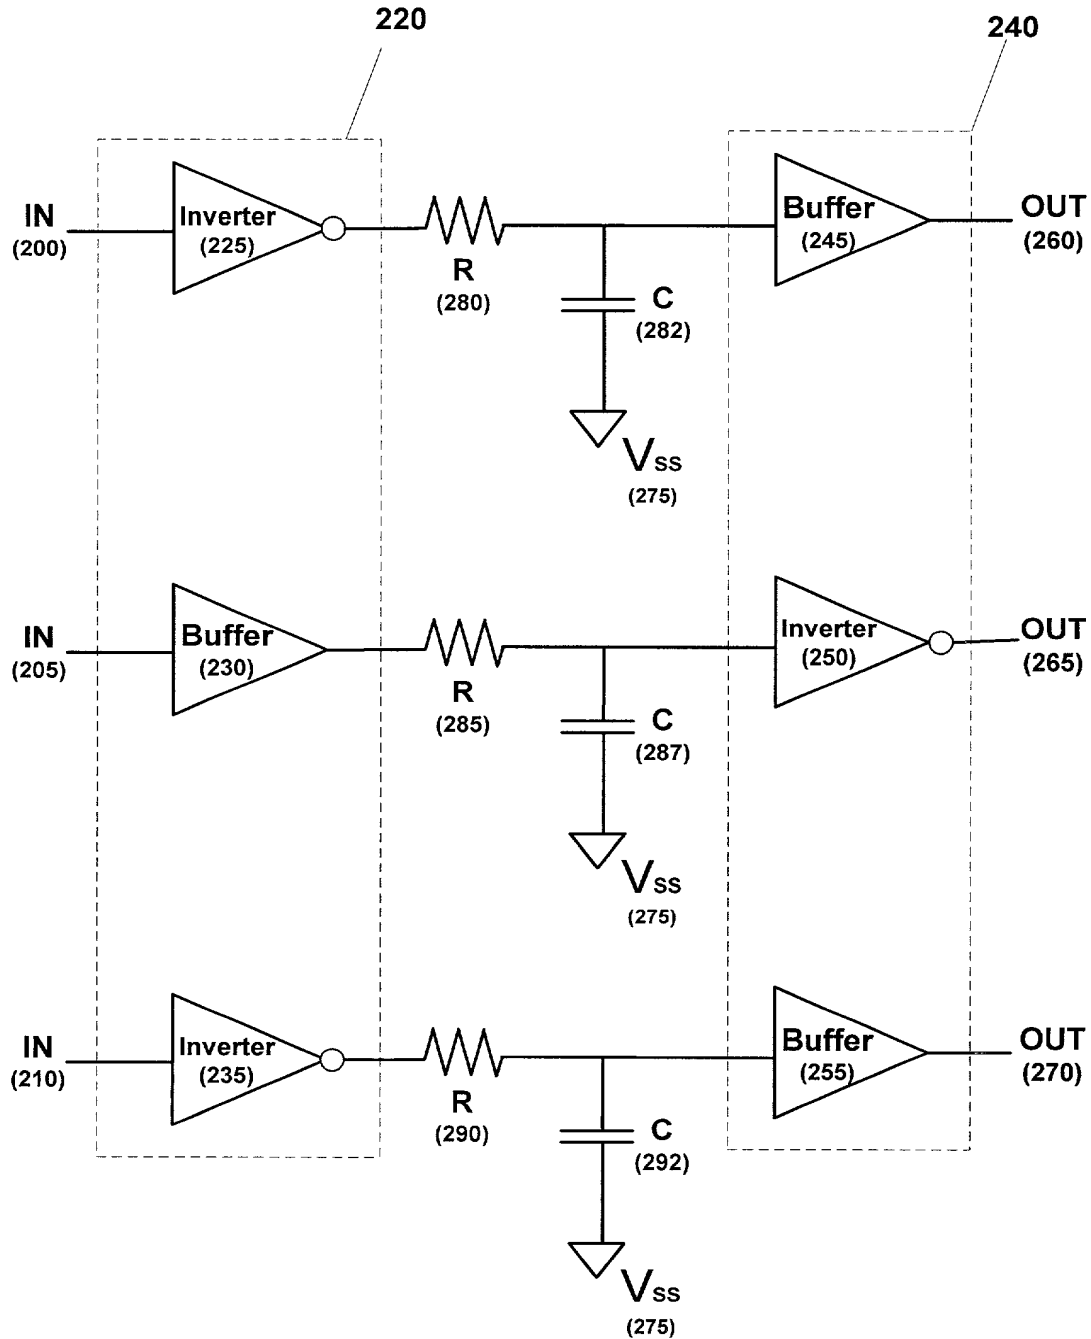 220
240
IN
(200)
Inverter
(225)
R
(280)
C
(282)
VSS
(275)
Buffer
(245)
OUT
(260)
IN
(205)
Buffer
(230)
R
(285)
C
(287)
VSS
(275)
Inverter
(250)
OUT
(265)
IN
(210)
Inverter
(235)
R
(290)
C
(292)
VSS
(275)
Buffer
(255)
OUT
(270)